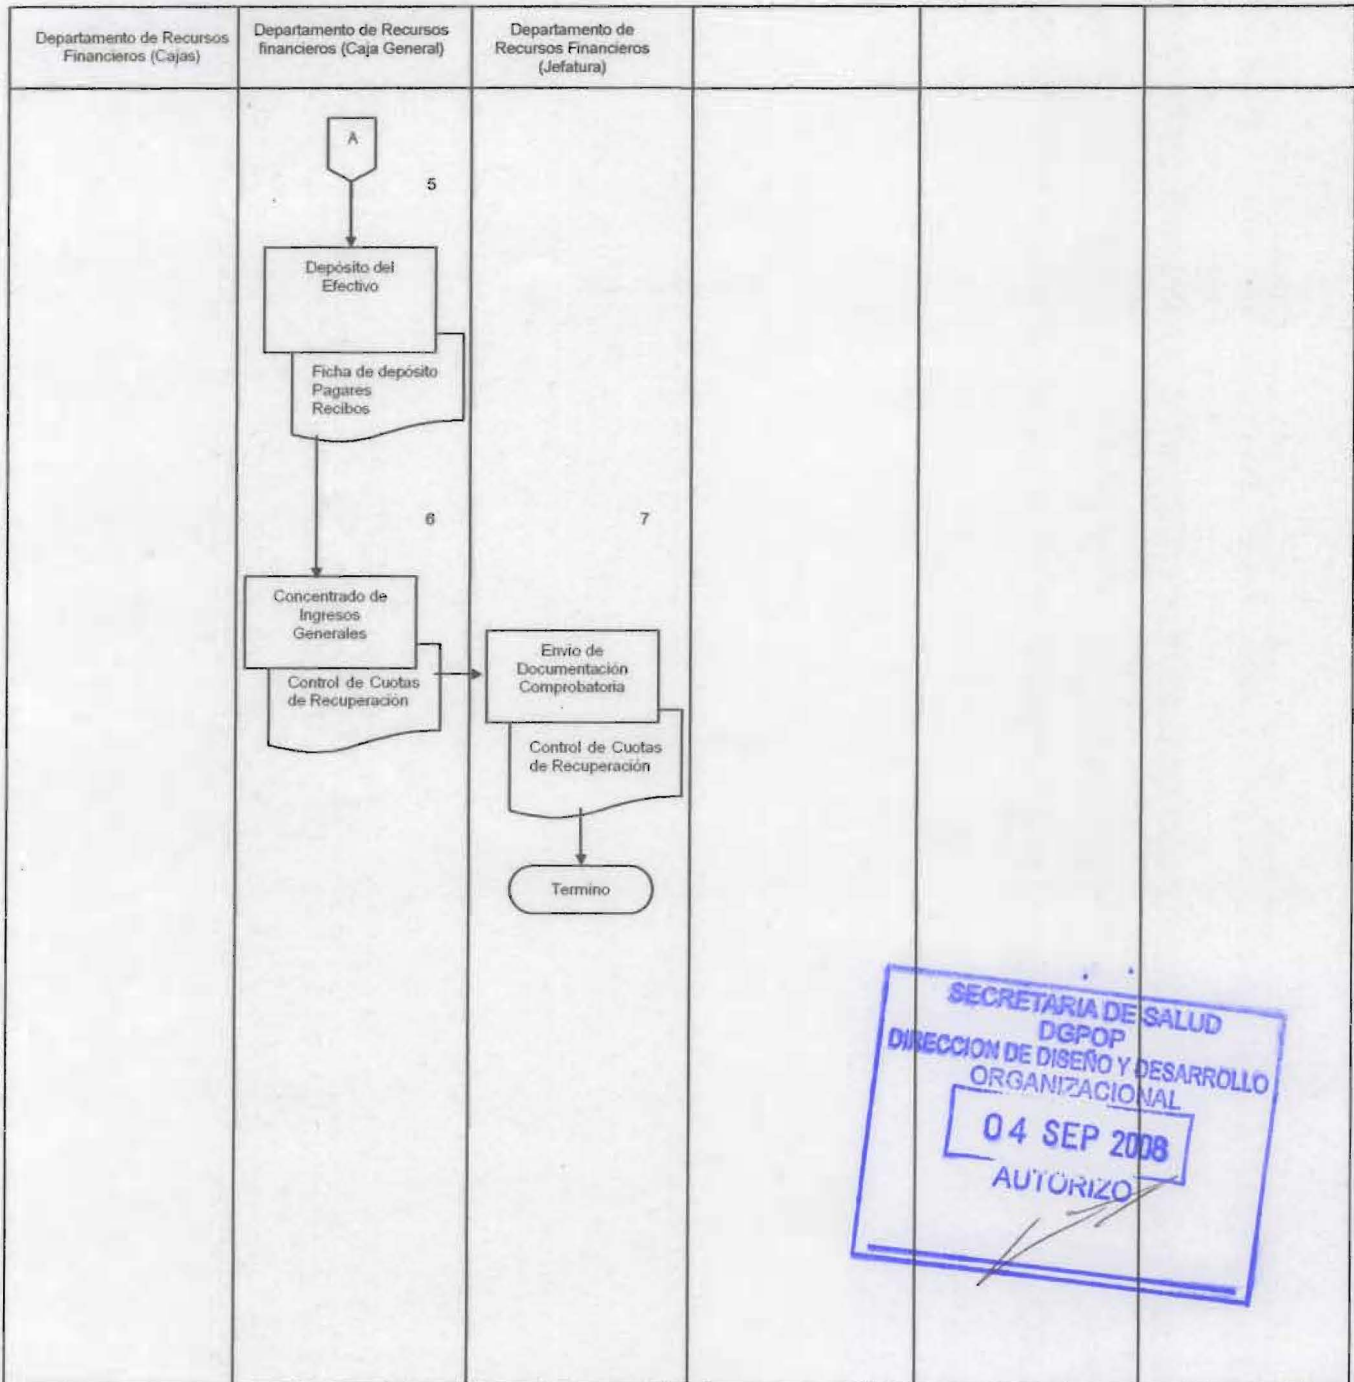 Departamento de Recursos
Financieros (Cajas)
Departamento de Recursos
financieros (Caja General)
Departamento de
Recursos Financieros
(Jefatura)
A
5
Depósito del
Efectivo
Ficha de depósito
Pagares
Recibos
6
7
Concentrado de
Ingresos
Generales
Control de Cuotas
de Recuperación
Envío de
Documentación
Comprobatoria
Control de Cuotas
de Recuperación
Termino
SECRETARIA DE SALUD
DGPOP
DIRECCION DE DISEÑO Y DESARROLLO
ORGANIZACIONAL
04 SEP 2008
AUTORIZO